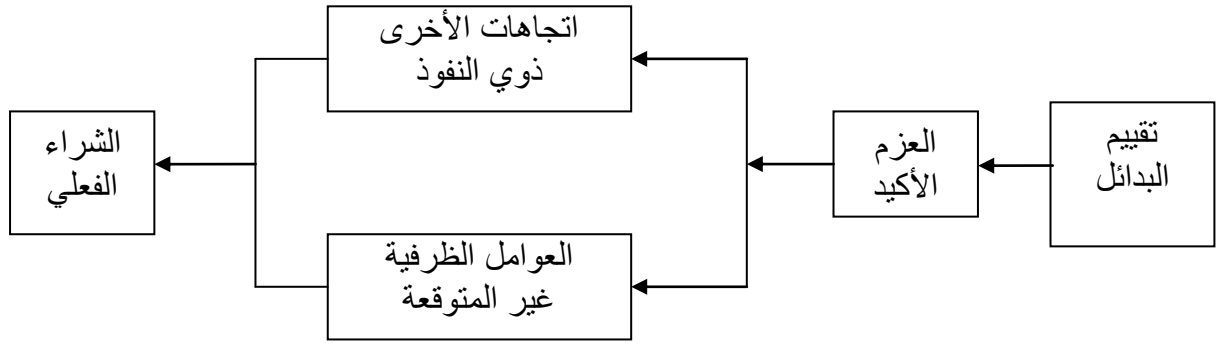 تقييم
البدائل
العزم
الأكيد
اتجاهات الأخرى
ذوي النفوذ
العوامل الظرفية
غير المتوقعة
الشراء
الفعلي